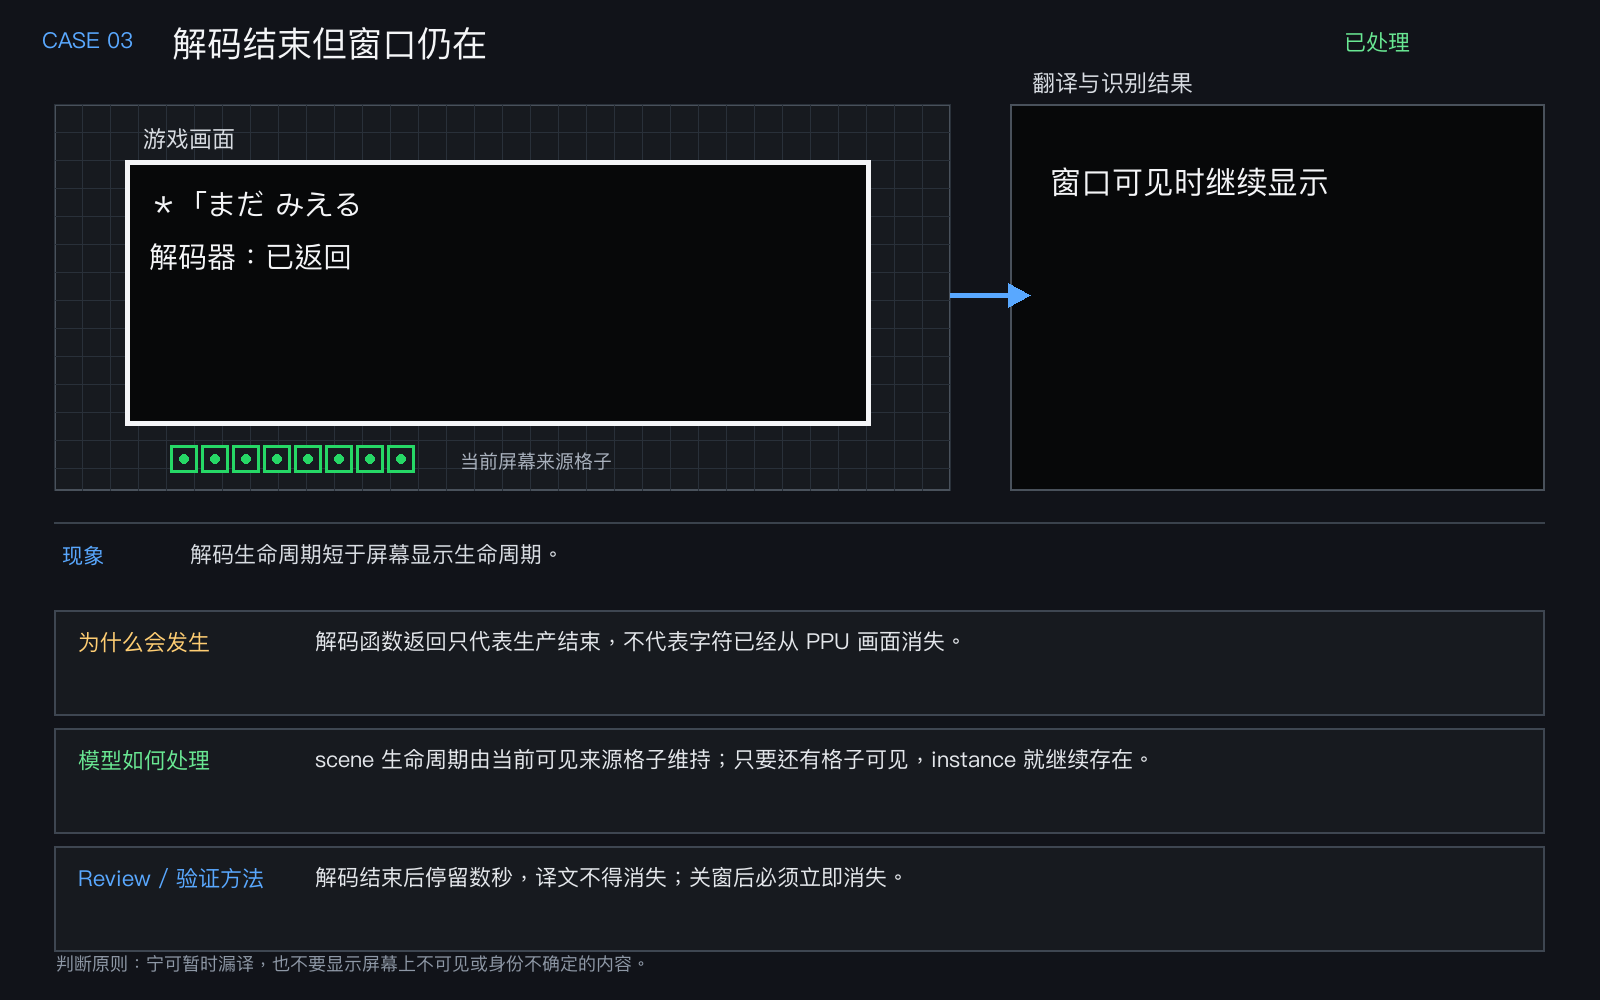 CASE 03
解码结束但窗口仍在
已处理
翻译与识别结果
游戏画面
＊「まだ みえる
解码器：已返回
窗口可见时继续显示
当前屏幕来源格子
现象
解码生命周期短于屏幕显示生命周期。
为什么会发生
解码函数返回只代表生产结束，不代表字符已经从 PPU 画面消失。
模型如何处理
scene 生命周期由当前可见来源格子维持；只要还有格子可见，instance 就继续存在。
Review / 验证方法
解码结束后停留数秒，译文不得消失；关窗后必须立即消失。
判断原则：宁可暂时漏译，也不要显示屏幕上不可见或身份不确定的内容。